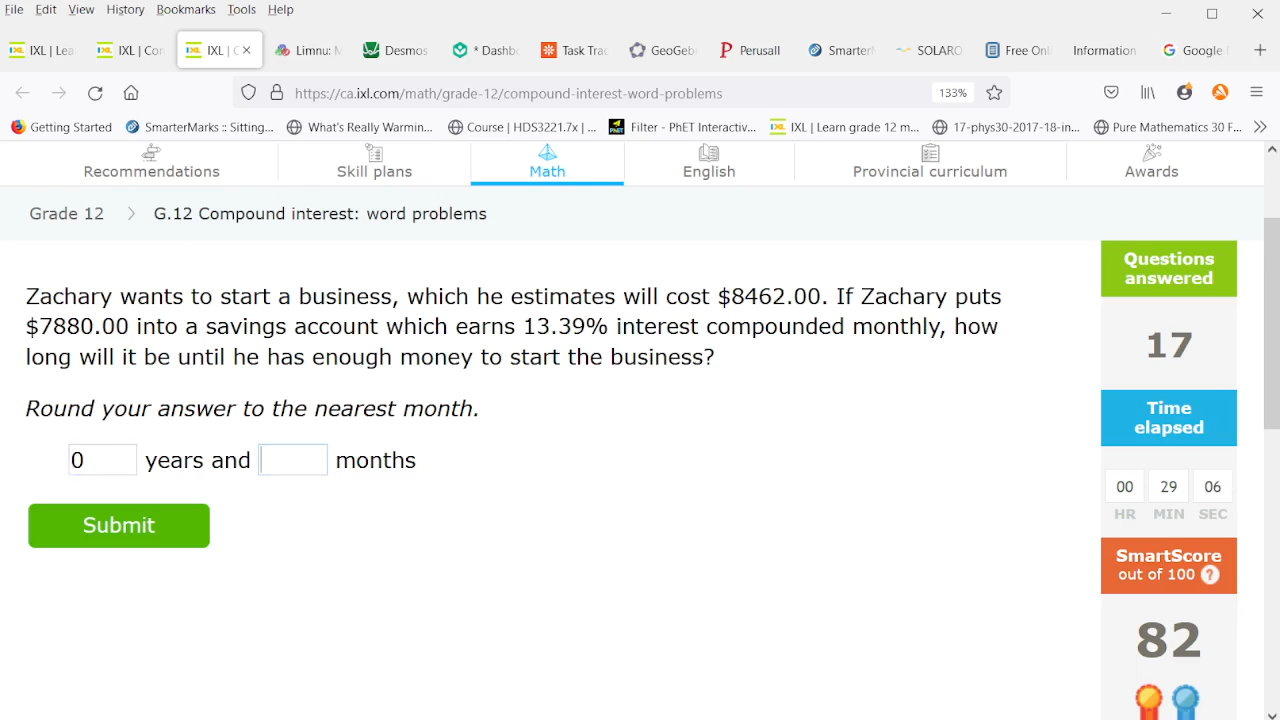 File Edit View History Bookmarks Tools Help
IXL | Lea IXL | Con IXL | C Limnu: M Desmos * Dashb Task Trac GeoGeb Perusall Smarter SOLARO Free Onl Information Google
https://ca.ixl.com/math/grade-12/compound-interest-word-problems 133%
Getting Started SmarterMarks :: Sitting... What's Really Warmin... Course | HDS3221.7x | ... Filter - PhET Interactiv... IXL | Learn grade 12 m... 17-phys30-2017-18-in... Pure Mathematics 30 F...
Recommendations Skill plans Math English Provincial curriculum Awards
Grade 12 G.12 Compound interest: word problems
Zachary wants to start a business, which he estimates will cost $8462.00. If Zachary puts
$7880.00 into a savings account which earns 13.39% interest compounded monthly, how
long will it be until he has enough money to start the business?
Round your answer to the nearest month.
0 years and months
Submit
Questions
answered
17
Time
elapsed
00 29 06
HR MIN SEC
SmartScore
out of 100 ?
82